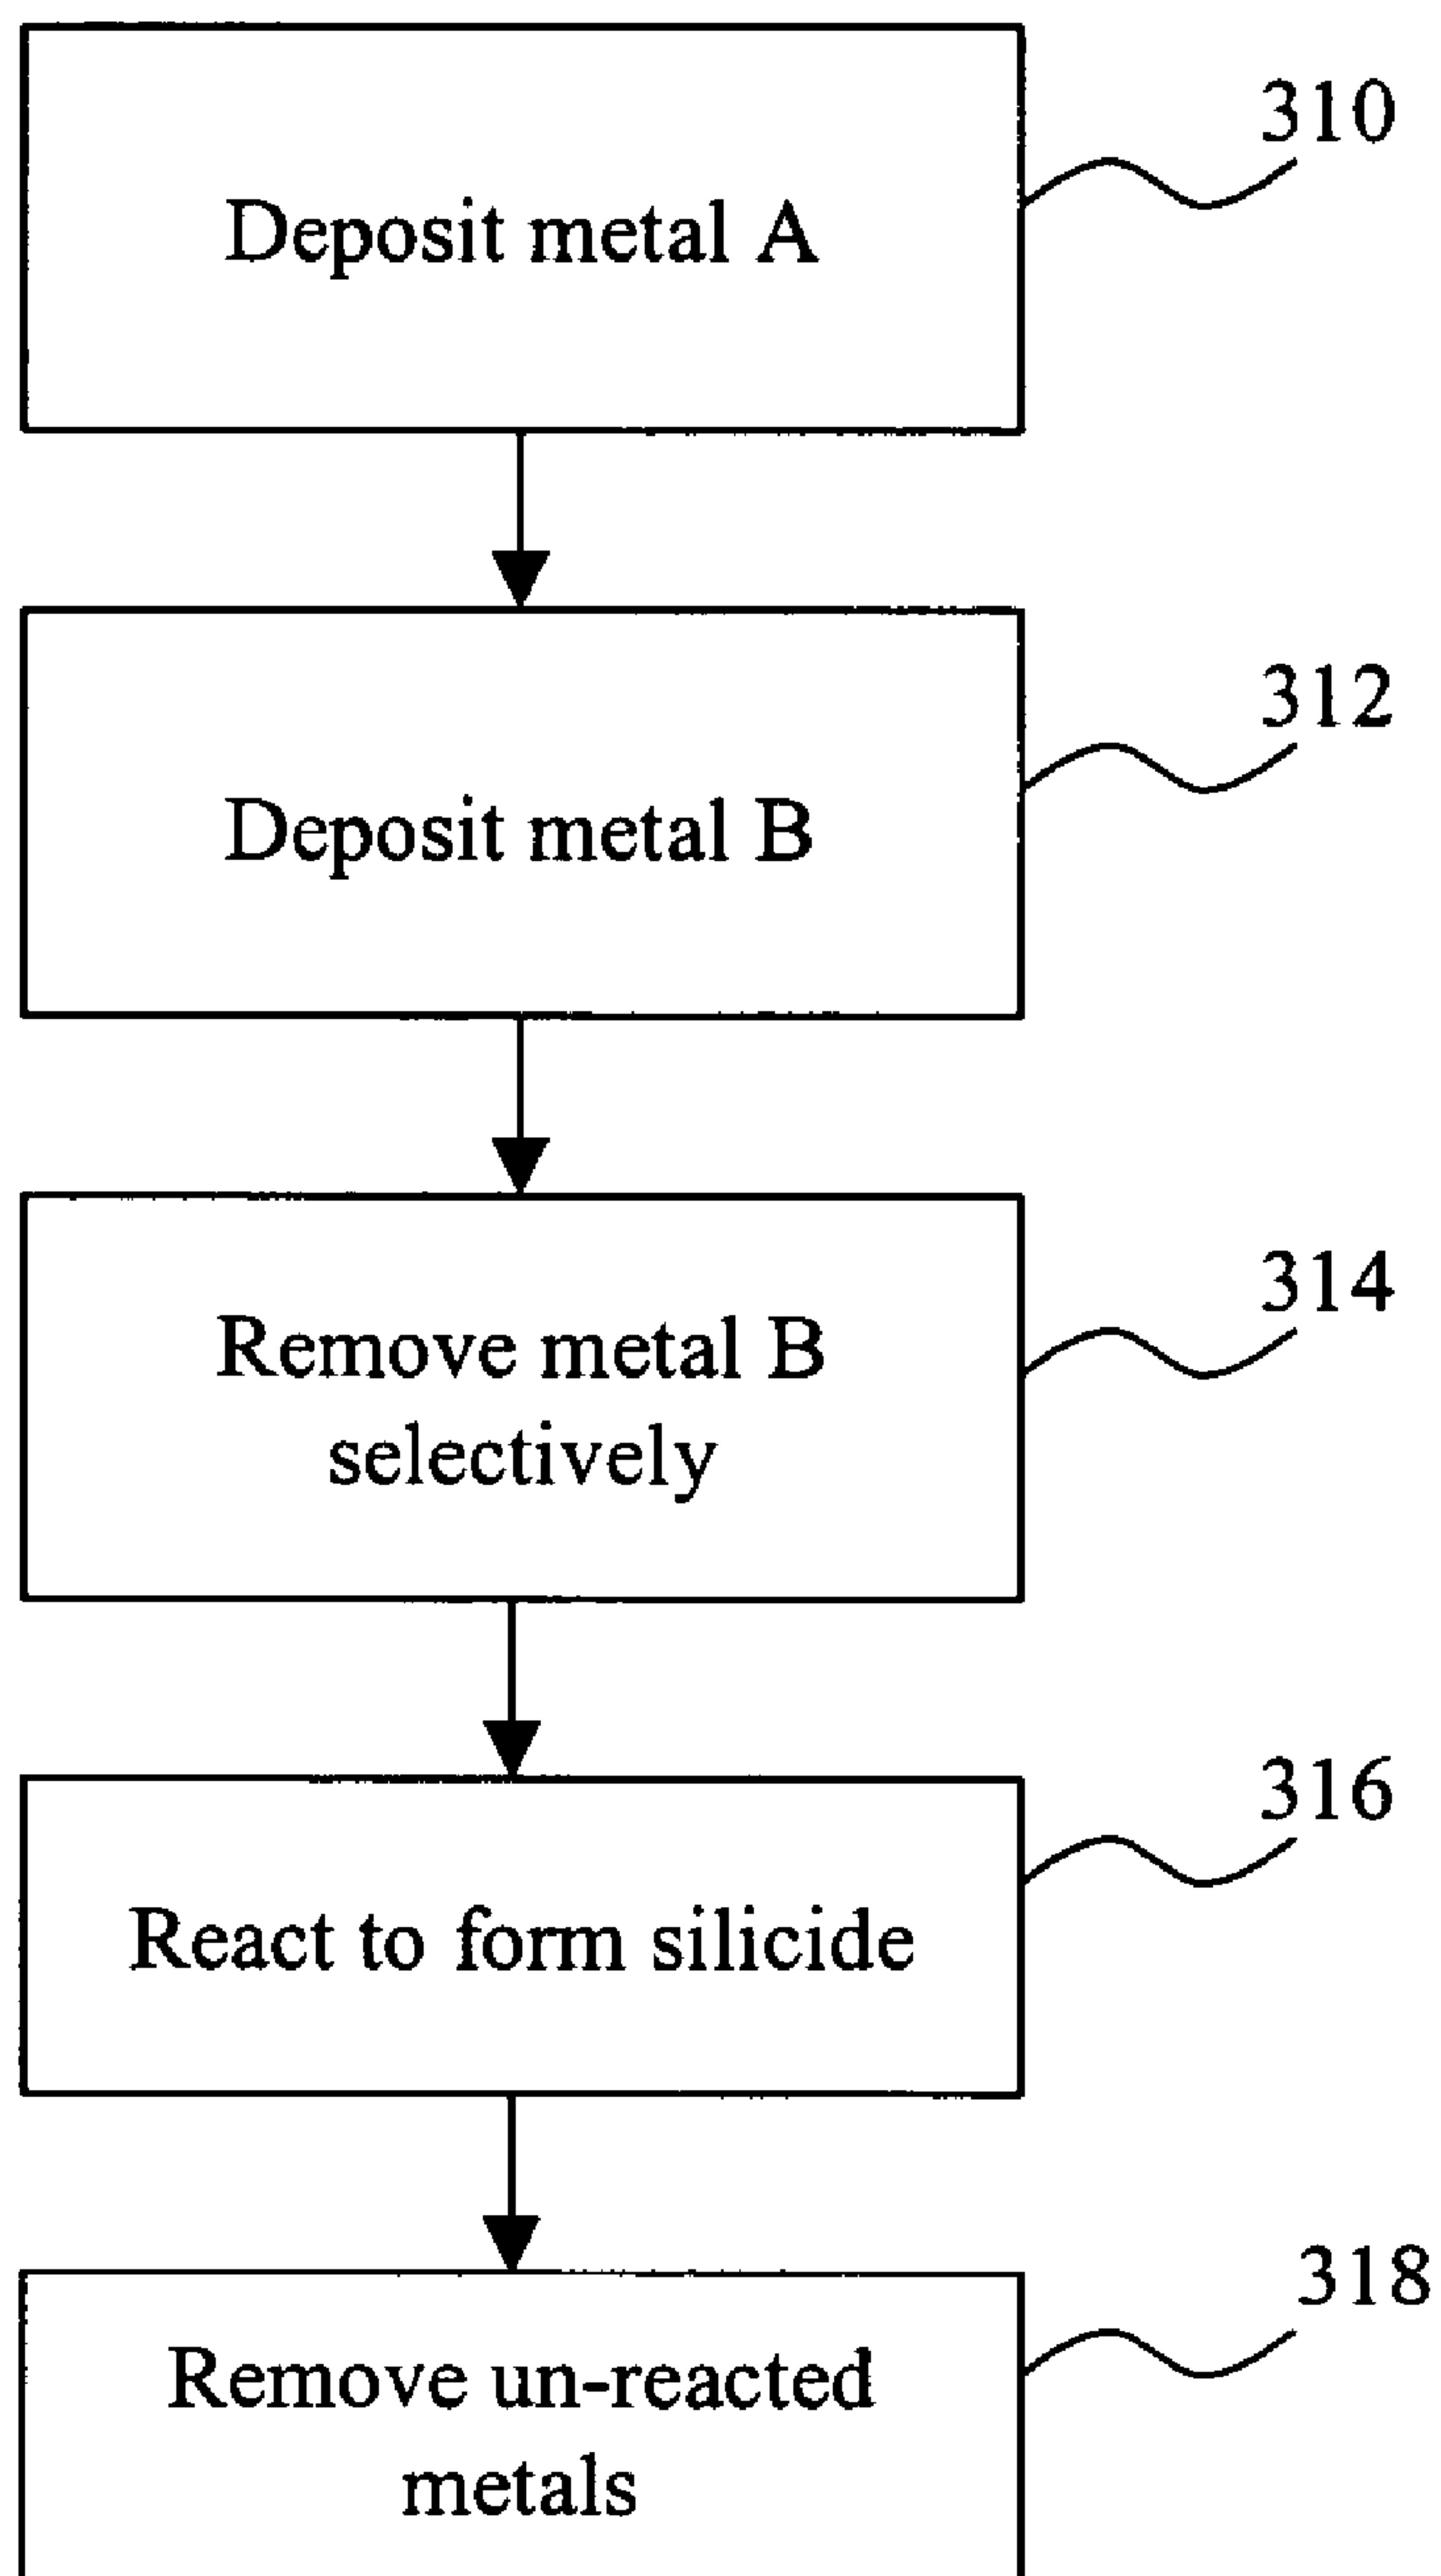 310
Deposit metal A
312
Deposit metal B
314
Remove metal B
selectively
316
React to form silicide
318
Remove un-reacted
metals